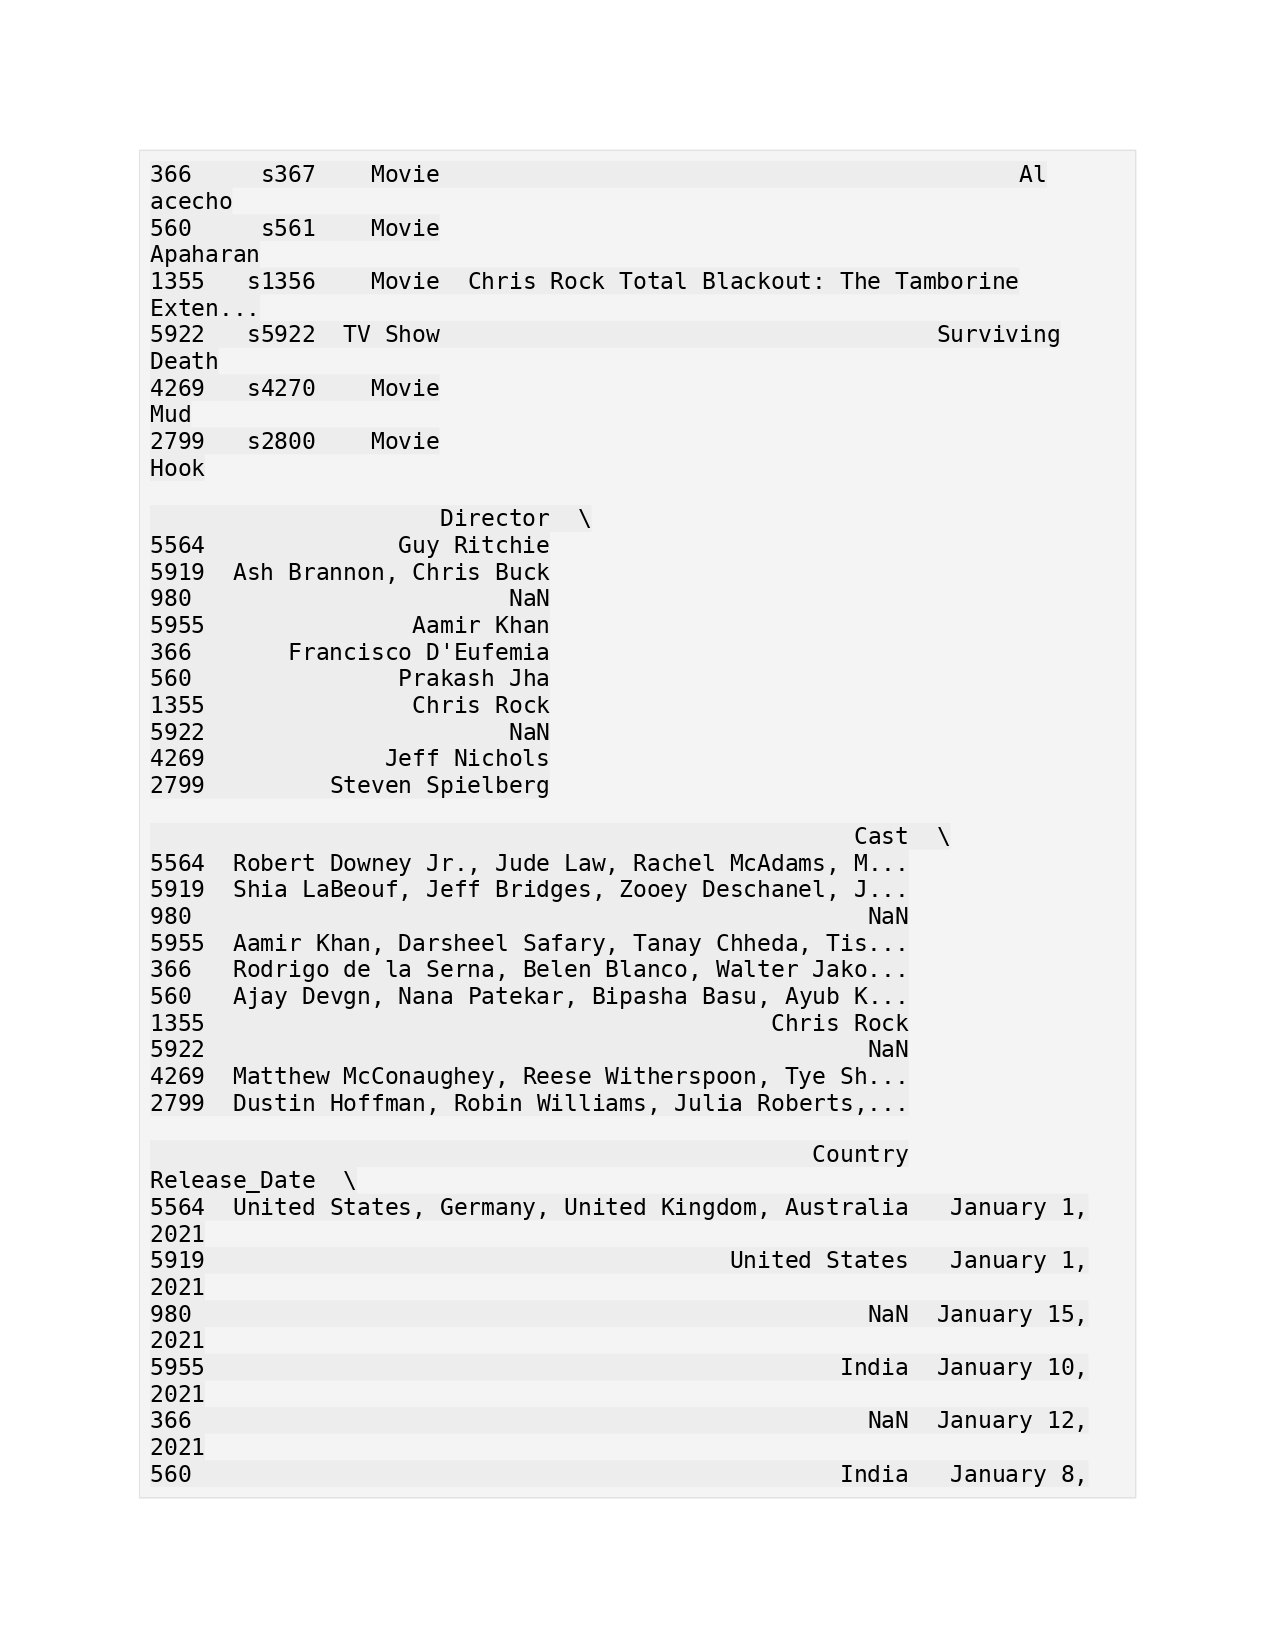 366     s367    Movie                                          Al
acecho
560     s561    Movie
Apaharan
1355   s1356    Movie  Chris Rock Total Blackout: The Tamborine
Exten...
5922   s5922  TV Show                                    Surviving
Death
4269   s4270    Movie
Mud
2799   s2800    Movie
Hook
                     Director  \
5564              Guy Ritchie
5919  Ash Brannon, Chris Buck
980                       NaN
5955               Aamir Khan
366       Francisco D'Eufemia
560               Prakash Jha
1355               Chris Rock
5922                      NaN
4269             Jeff Nichols
2799         Steven Spielberg
                                                   Cast  \
5564  Robert Downey Jr., Jude Law, Rachel McAdams, M...
5919  Shia LaBeouf, Jeff Bridges, Zooey Deschanel, J...
980                                                 NaN
5955  Aamir Khan, Darsheel Safary, Tanay Chheda, Tis...
366   Rodrigo de la Serna, Belen Blanco, Walter Jako...
560   Ajay Devgn, Nana Patekar, Bipasha Basu, Ayub K...
1355                                         Chris Rock
5922                                                NaN
4269  Matthew McConaughey, Reese Witherspoon, Tye Sh...
2799  Dustin Hoffman, Robin Williams, Julia Roberts,...
                                                Country
Release_Date  \
5564  United States, Germany, United Kingdom, Australia   January 1,
2021
5919                                      United States   January 1,
2021
980                                                 NaN  January 15,
2021
5955                                              India  January 10,
2021
366                                                 NaN  January 12,
2021
560                                               India   January 8,